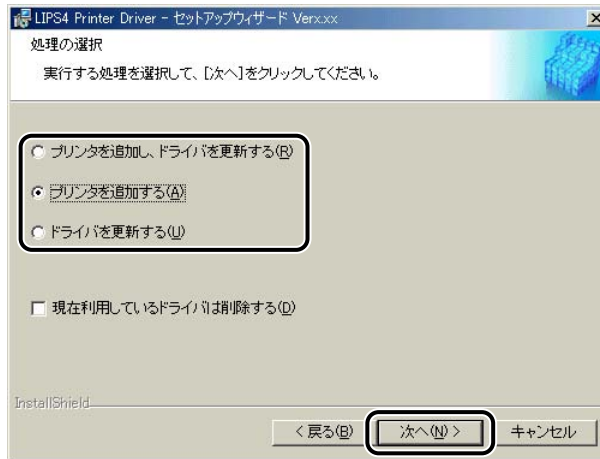 LIPS4 Printer Driver - セットアップウィザード Verx.xx
処理の選択
実行する処理を選択して、[次へ]をクリックしてください。
プリンタを追加し、ドライバを更新する(R)
プリンタを追加する(A)
ドライバを更新する(U)
現在利用しているドライバは削除する(D)
InstallShield
< 戻る(B) 次へ(N) > キャンセル